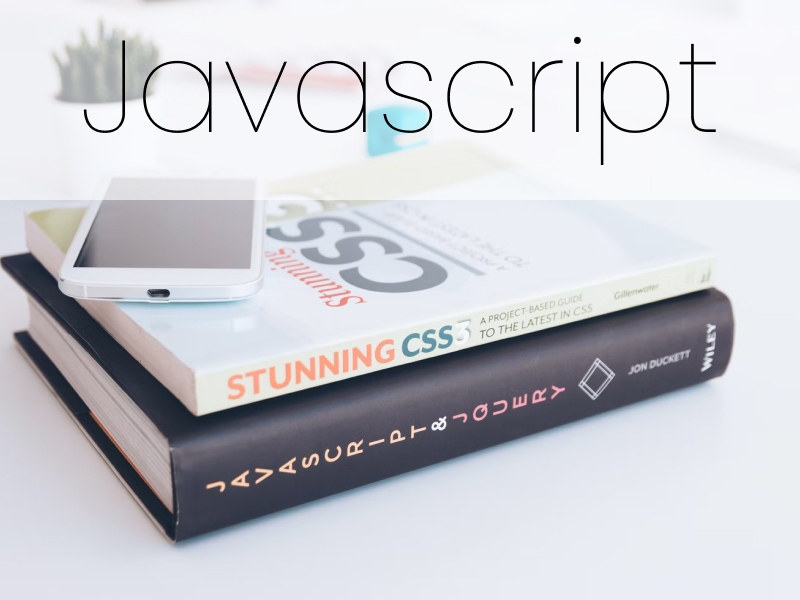 Javascript
CSS
Stunning
A PROJECT-BASED GUIDE
TO THE LATEST IN CSS
STUNNING CSS3
A PROJECT-BASED GUIDE
TO THE LATEST IN CSS
Gillenwater
JAVASCRIPT & JQUERY
JON DUCKETT
WILEY